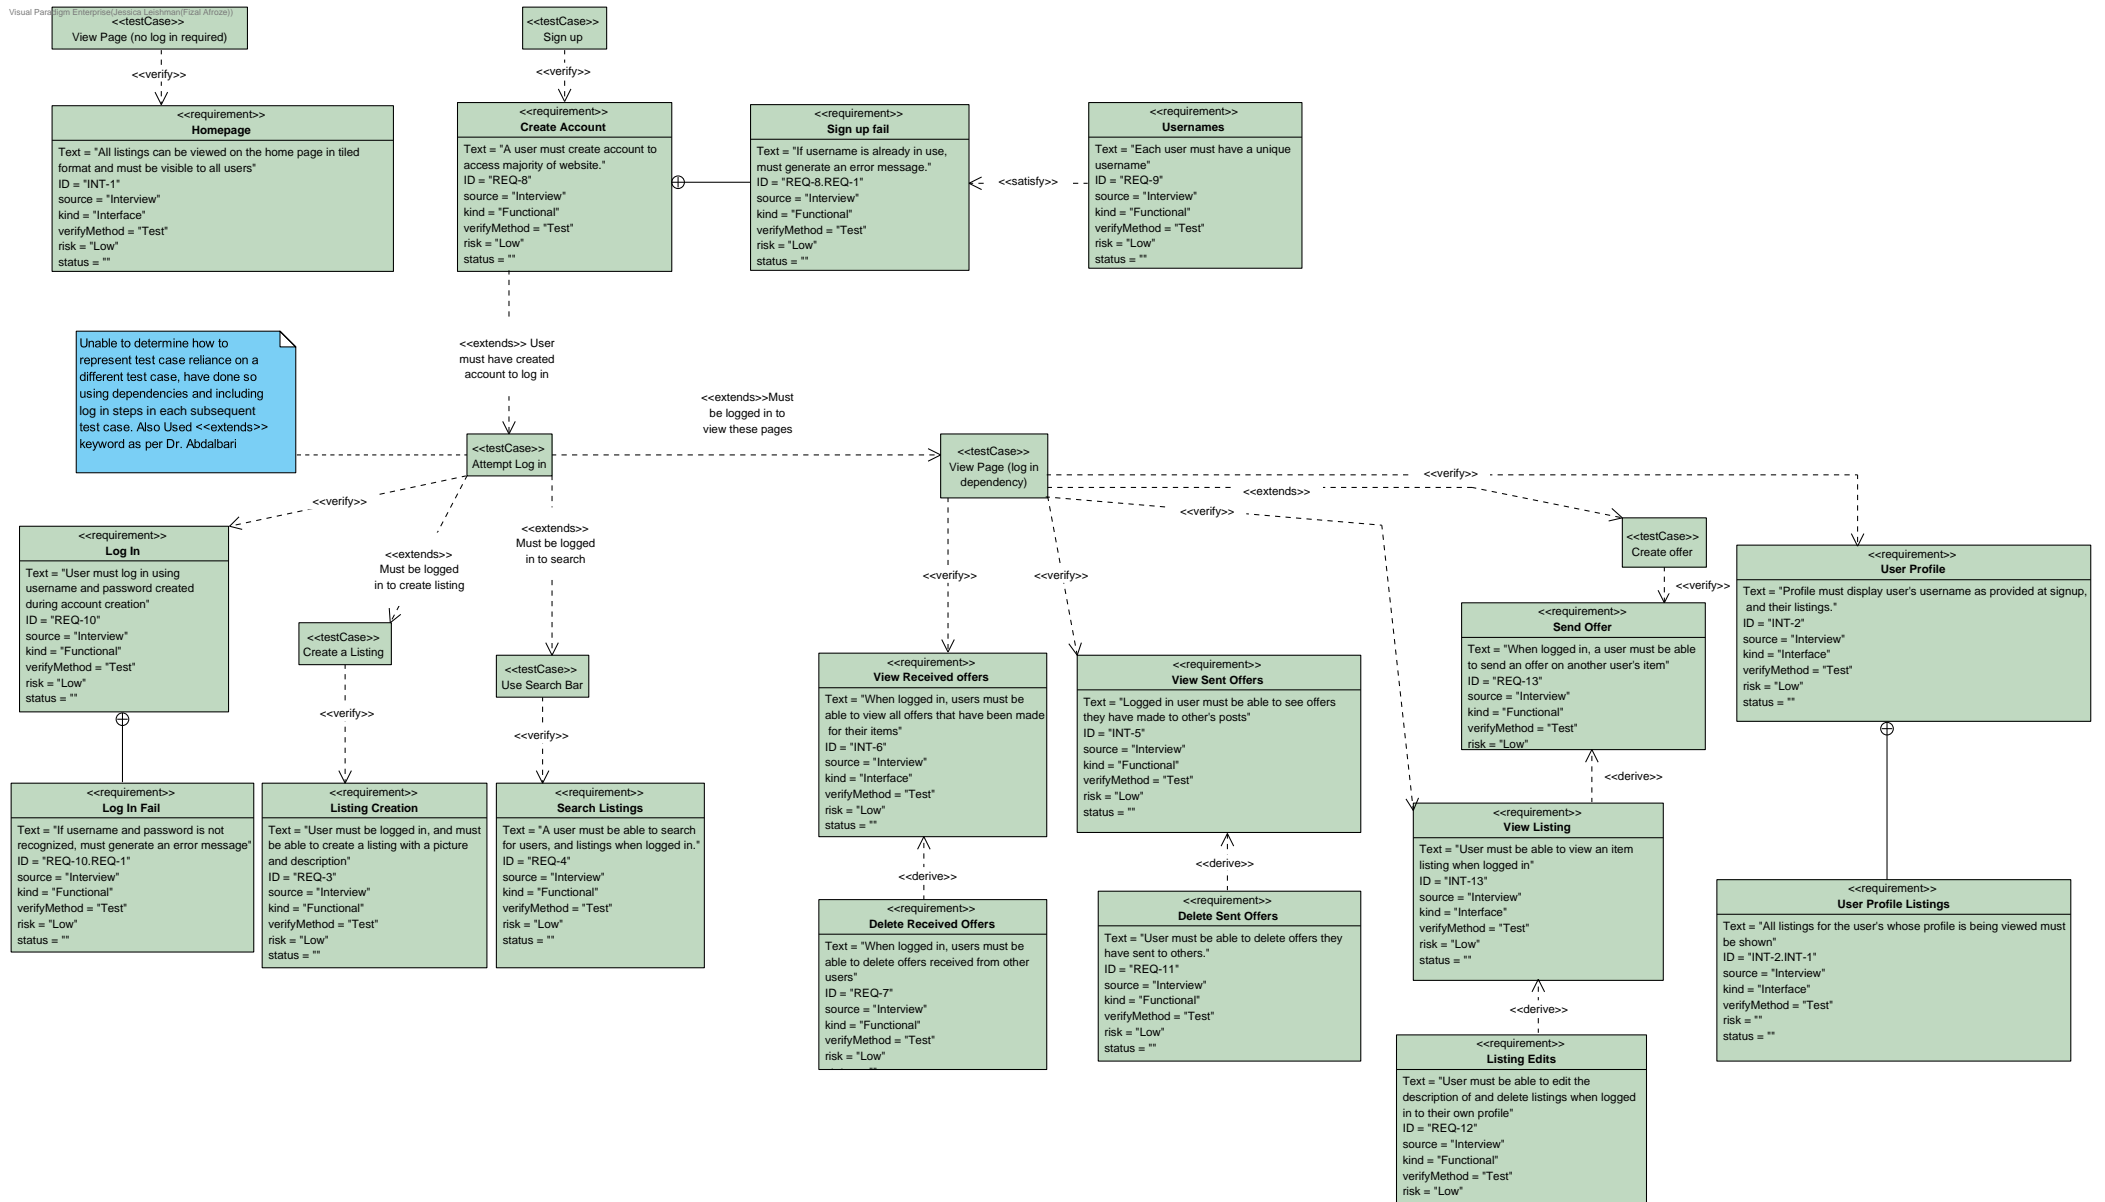 Visual Paradigm Enterprise(Jessica Leishman(Fizal Afroze))
<<testCase>>
View Page (no log in required)
<<testCase>>
Sign up
<<verify>>
<<verify>>
<<requirement>>
Homepage
Text = "All listings can be viewed on the home page in tiled
format and must be visible to all users"
ID = "INT-1"
source = "Interview"
kind = "Interface"
verifyMethod = "Test"
risk = "Low"
status = ""
<<requirement>>
Create Account
Text = "A user must create account to
access majority of website."
ID = "REQ-8"
source = "Interview"
kind = "Functional"
verifyMethod = "Test"
risk = "Low"
status = ""
<<requirement>>
Sign up fail
Text = "If username is already in use,
must generate an error message."
ID = "REQ-8.REQ-1"
source = "Interview"
kind = "Functional"
verifyMethod = "Test"
risk = "Low"
status = ""
<<satisfy>>
<<requirement>>
Usernames
Text = "Each user must have a unique
username"
ID = "REQ-9"
source = "Interview"
kind = "Functional"
verifyMethod = "Test"
risk = "Low"
status = ""
Unable to determine how to
represent test case reliance on a
different test case, have done so
using dependencies and including
log in steps in each subsequent
test case. Also Used <<extends>>
keyword as per Dr. Abdalbari
<<extends>> User
must have created
account to log in
<<extends>>Must
be logged in to
view these pages
<<testCase>>
Attempt Log in
<<testCase>>
View Page (log in
dependency)
<<verify>>
<<extends>>
Must be logged
in to create listing
<<extends>>
Must be logged
in to search
<<verify>>
<<extends>>
<<verify>>
<<verify>>
<<verify>>
<<testCase>>
Create offer
<<verify>>
<<requirement>>
Log In
Text = "User must log in using
username and password created
during account creation"
ID = "REQ-10"
source = "Interview"
kind = "Functional"
verifyMethod = "Test"
risk = "Low"
status = ""
<<testCase>>
Create a Listing
<<testCase>>
Use Search Bar
<<verify>>
<<verify>>
<<requirement>>
View Received offers
Text = "When logged in, users must be
able to view all offers that have been made
for their items"
ID = "INT-6"
source = "Interview"
kind = "Interface"
verifyMethod = "Test"
risk = "Low"
status = ""
<<requirement>>
View Sent Offers
Text = "Logged in user must be able to see offers
they have made to other's posts"
ID = "INT-5"
source = "Interview"
kind = "Functional"
verifyMethod = "Test"
risk = "Low"
status = ""
<<requirement>>
Send Offer
Text = "When logged in, a user must be able
to send an offer on another user's item"
ID = "REQ-13"
source = "Interview"
kind = "Functional"
verifyMethod = "Test"
risk = "Low"
<<requirement>>
User Profile
Text = "Profile must display user's username as provided at signup,
and their listings."
ID = "INT-2"
source = "Interview"
kind = "Interface"
verifyMethod = "Test"
risk = "Low"
status = ""
<<requirement>>
Log In Fail
Text = "If username and password is not
recognized, must generate an error message"
ID = "REQ-10.REQ-1"
source = "Interview"
kind = "Functional"
verifyMethod = "Test"
risk = "Low"
status = ""
<<requirement>>
Listing Creation
Text = "User must be logged in, and must
be able to create a listing with a picture
and description"
ID = "REQ-3"
source = "Interview"
kind = "Functional"
verifyMethod = "Test"
risk = "Low"
status = ""
<<requirement>>
Search Listings
Text = "A user must be able to search
for users, and listings when logged in."
ID = "REQ-4"
source = "Interview"
kind = "Functional"
verifyMethod = "Test"
risk = "Low"
status = ""
<<derive>>
<<derive>>
<<derive>>
<<requirement>>
View Listing
Text = "User must be able to view an item
listing when logged in"
ID = "INT-13"
source = "Interview"
kind = "Interface"
verifyMethod = "Test"
risk = "Low"
status = ""
<<requirement>>
Delete Received Offers
Text = "When logged in, users must be
able to delete offers received from other
users"
ID = "REQ-7"
source = "Interview"
kind = "Functional"
verifyMethod = "Test"
risk = "Low"
<<requirement>>
Delete Sent Offers
Text = "User must be able to delete offers they
have sent to others."
ID = "REQ-11"
source = "Interview"
kind = "Functional"
verifyMethod = "Test"
risk = "Low"
status = ""
<<requirement>>
User Profile Listings
Text = "All listings for the user's whose profile is being viewed must
be shown"
ID = "INT-2.INT-1"
source = "Interview"
kind = "Interface"
verifyMethod = "Test"
risk = ""
status = ""
<<derive>>
<<requirement>>
Listing Edits
Text = "User must be able to edit the
description of and delete listings when logged
in to their own profile"
ID = "REQ-12"
source = "Interview"
kind = "Functional"
verifyMethod = "Test"
risk = "Low"